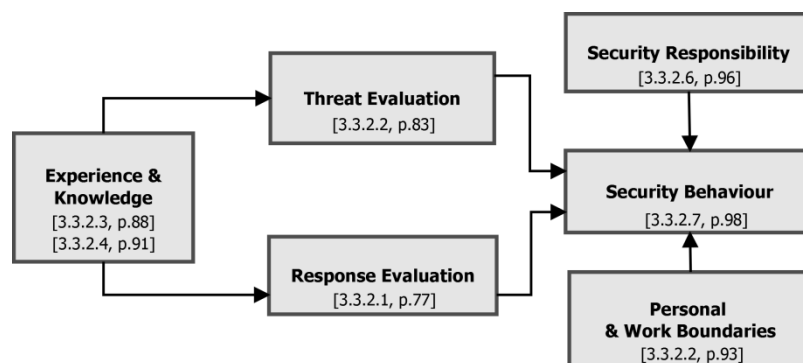 Security Responsibility
[3.3.2.6, p.96]
Threat Evaluation
[3.3.2.2, p.83]
Experience &
Knowledge
[3.3.2.3, p.88]
[3.3.2.4, p.91]
Security Behaviour
[3.3.2.7, p.98]
Response Evaluation
[3.3.2.1, p.77]
Personal
& Work Boundaries
[3.3.2.2, p.93]